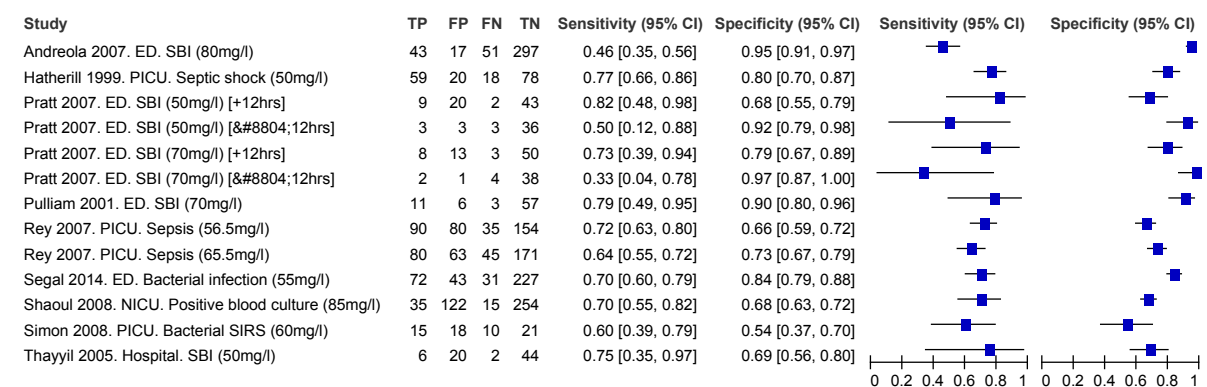 Study TP FP FN TN Sensitivity (95% CI) Specificity (95% CI) Sensitivity (95% CI) Specificity (95% CI)
Andreola 2007. ED. SBI (80mg/l) 43 17 51 297 0.46 [0.35, 0.56] 0.95 [0.91, 0.97]
Hatherill 1999. PICU. Septic shock (50mg/l) 59 20 18 78 0.77 [0.66, 0.86] 0.80 [0.70, 0.87]
Pratt 2007. ED. SBI (50mg/l) [+12hrs] 9 20 2 43 0.82 [0.48, 0.98] 0.68 [0.55, 0.79]
Pratt 2007. ED. SBI (50mg/l) [&#8804;12hrs] 3 3 3 36 0.50 [0.12, 0.88] 0.92 [0.79, 0.98]
Pratt 2007. ED. SBI (70mg/l) [+12hrs] 8 13 3 50 0.73 [0.39, 0.94] 0.79 [0.67, 0.89]
Pratt 2007. ED. SBI (70mg/l) [&#8804;12hrs] 2 1 4 38 0.33 [0.04, 0.78] 0.97 [0.87, 1.00]
Pulliam 2001. ED. SBI (70mg/l) 11 6 3 57 0.79 [0.49, 0.95] 0.90 [0.80, 0.96]
Rey 2007. PICU. Sepsis (56.5mg/l) 90 80 35 154 0.72 [0.63, 0.80] 0.66 [0.59, 0.72]
Rey 2007. PICU. Sepsis (65.5mg/l) 80 63 45 171 0.64 [0.55, 0.72] 0.73 [0.67, 0.79]
Segal 2014. ED. Bacterial infection (55mg/l) 72 43 31 227 0.70 [0.60, 0.79] 0.84 [0.79, 0.88]
Shaoul 2008. NICU. Positive blood culture (85mg/l) 35 122 15 254 0.70 [0.55, 0.82] 0.68 [0.63, 0.72]
Simon 2008. PICU. Bacterial SIRS (60mg/l) 15 18 10 21 0.60 [0.39, 0.79] 0.54 [0.37, 0.70]
Thayyil 2005. Hospital. SBI (50mg/l) 6 20 2 44 0.75 [0.35, 0.97] 0.69 [0.56, 0.80]
0 0.2 0.4 0.6 0.8 1 0 0.2 0.4 0.6 0.8 1